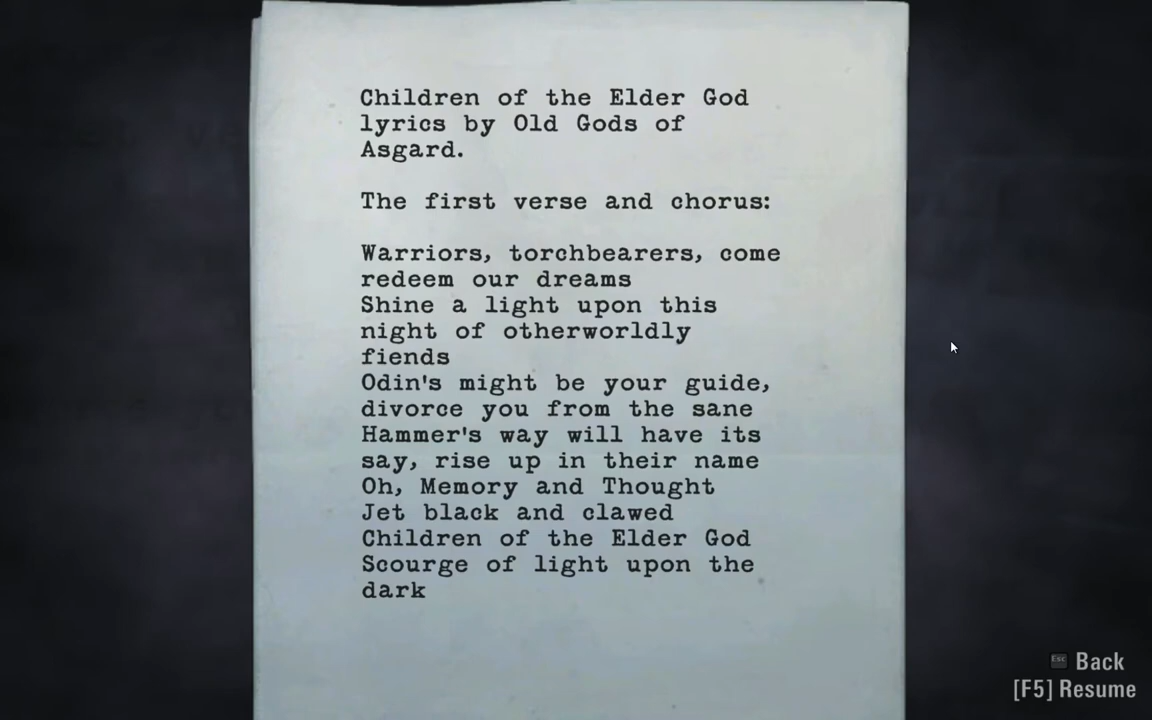 Children of the Elder God
lyrics by Old Gods of
Asgard.
The first verse and chorus:
Warriors, torchbearers, come
redeem our dreams
Shine a light upon this
night of otherworldly
fiends
Odin's might be your guide,
divorce you from the sane
Hammer's way will have its
say, rise up in their name
Oh, Memory and Thought
Jet black and clawed
Children of the Elder God
Scourge of light upon the
dark
Esc Back
[F5] Resume